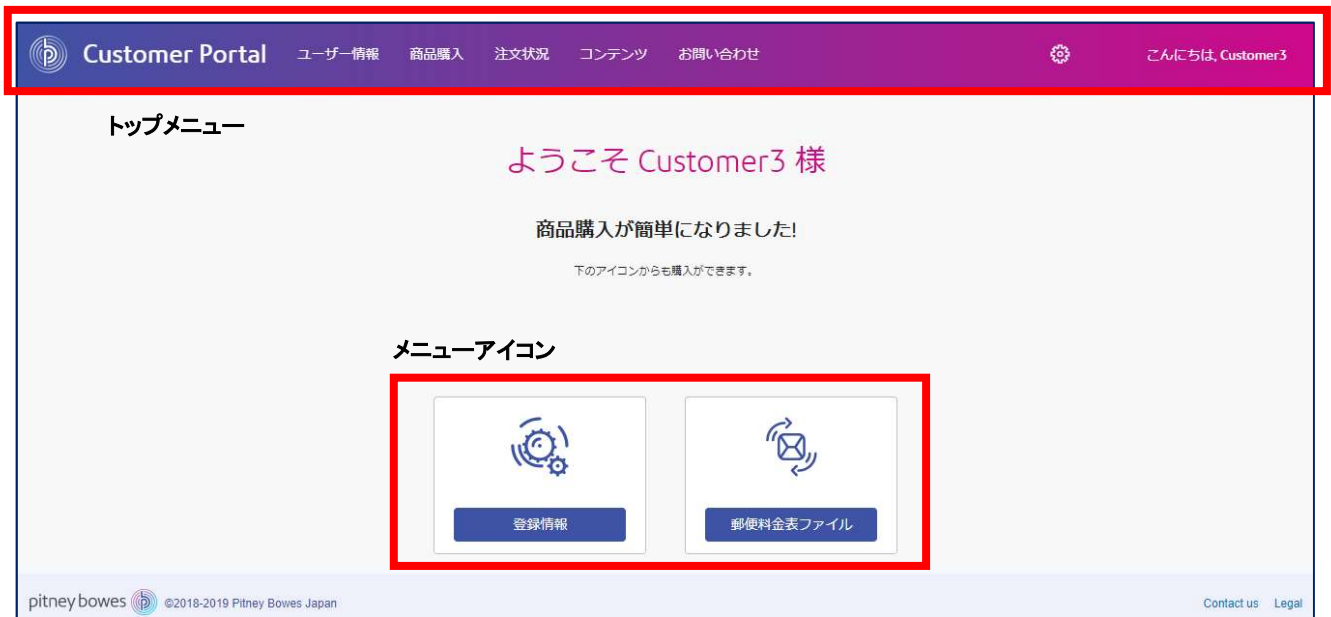 Customer Portal ユーザー情報 商品購入 注文状況 コンテンツ お問い合わせ こんにちは, Customer3
トップメニュー
ようこそ Customer3 様
商品購入が簡単になりました!
下のアイコンからも購入ができます。
メニューアイコン
登録情報 郵便料金表ファイル
pitney bowes ©2018-2019 Pitney Bowes Japan Contact us Legal